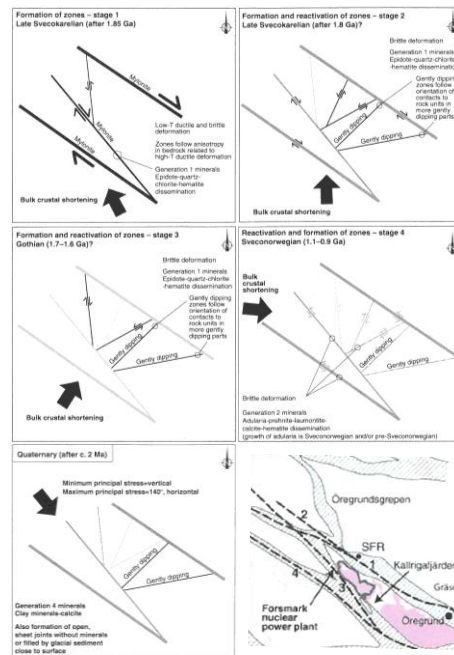 Formation of zones – stage 1
Late Svecokarelian (after 1.85 Ga)
Mylonite
Mylonite
Mylonite
Low-T ductile and brittle
deformation
Zones follow anisotropy
in bedrock related to
high-T ductile deformation
Generation 1 minerals
Epidote-quartz-
chlorite-hematite
dissemination
Bulk crustal shortening
Formation and reactivation of zones – stage 2
Late Svecokarelian (after 1.8 Ga)?
Brittle deformation
Generation 1 minerals
Epidote-quartz-chlorite
-hematite dissemination
Gently dipping
zones follow
orientation of
contacts to
rock units in
more gently
dipping parts
Gently dipping
Gently dipping
Bulk crustal shortening
Formation and reactivation of zones – stage 3
Gothian (1.7–1.6 Ga)?
Brittle deformation
Generation 1 minerals
Epidote-quartz-chlorite
-hematite dissemination
Gently dipping
zones follow
orientation of
contacts to
rock units in
more gently
dipping parts
Gently dipping
Gently dipping
Bulk crustal shortening
Reactivation and formation of zones – stage 4
Sveconorwegian (1.1–0.9 Ga)
Bulk
crustal
shortening
Gently dipping
Gently dipping
Brittle deformation
Generation 2 minerals
Adularia-prehnite-laumontite-
calcite-hematite dissemination
(growth of adularia is Sveconorwegian and/or pre-Sveconorwegian)
Quaternary (after c. 2 Ma)
Minimum principal stress=vertical
Maximum principal stress=140°, horizontal
Gently dipping
Gently dipping
Generation 4 minerals
Clay minerals-calcite
Also formation of open,
sheet joints without minerals
or filled by glacial sediment
close to surface
Öregrundsgrepen
2
SFR
1
Kallrigafjärden
4
3
Gräsö
Forsmark
nuclear
power plant
Öregrund